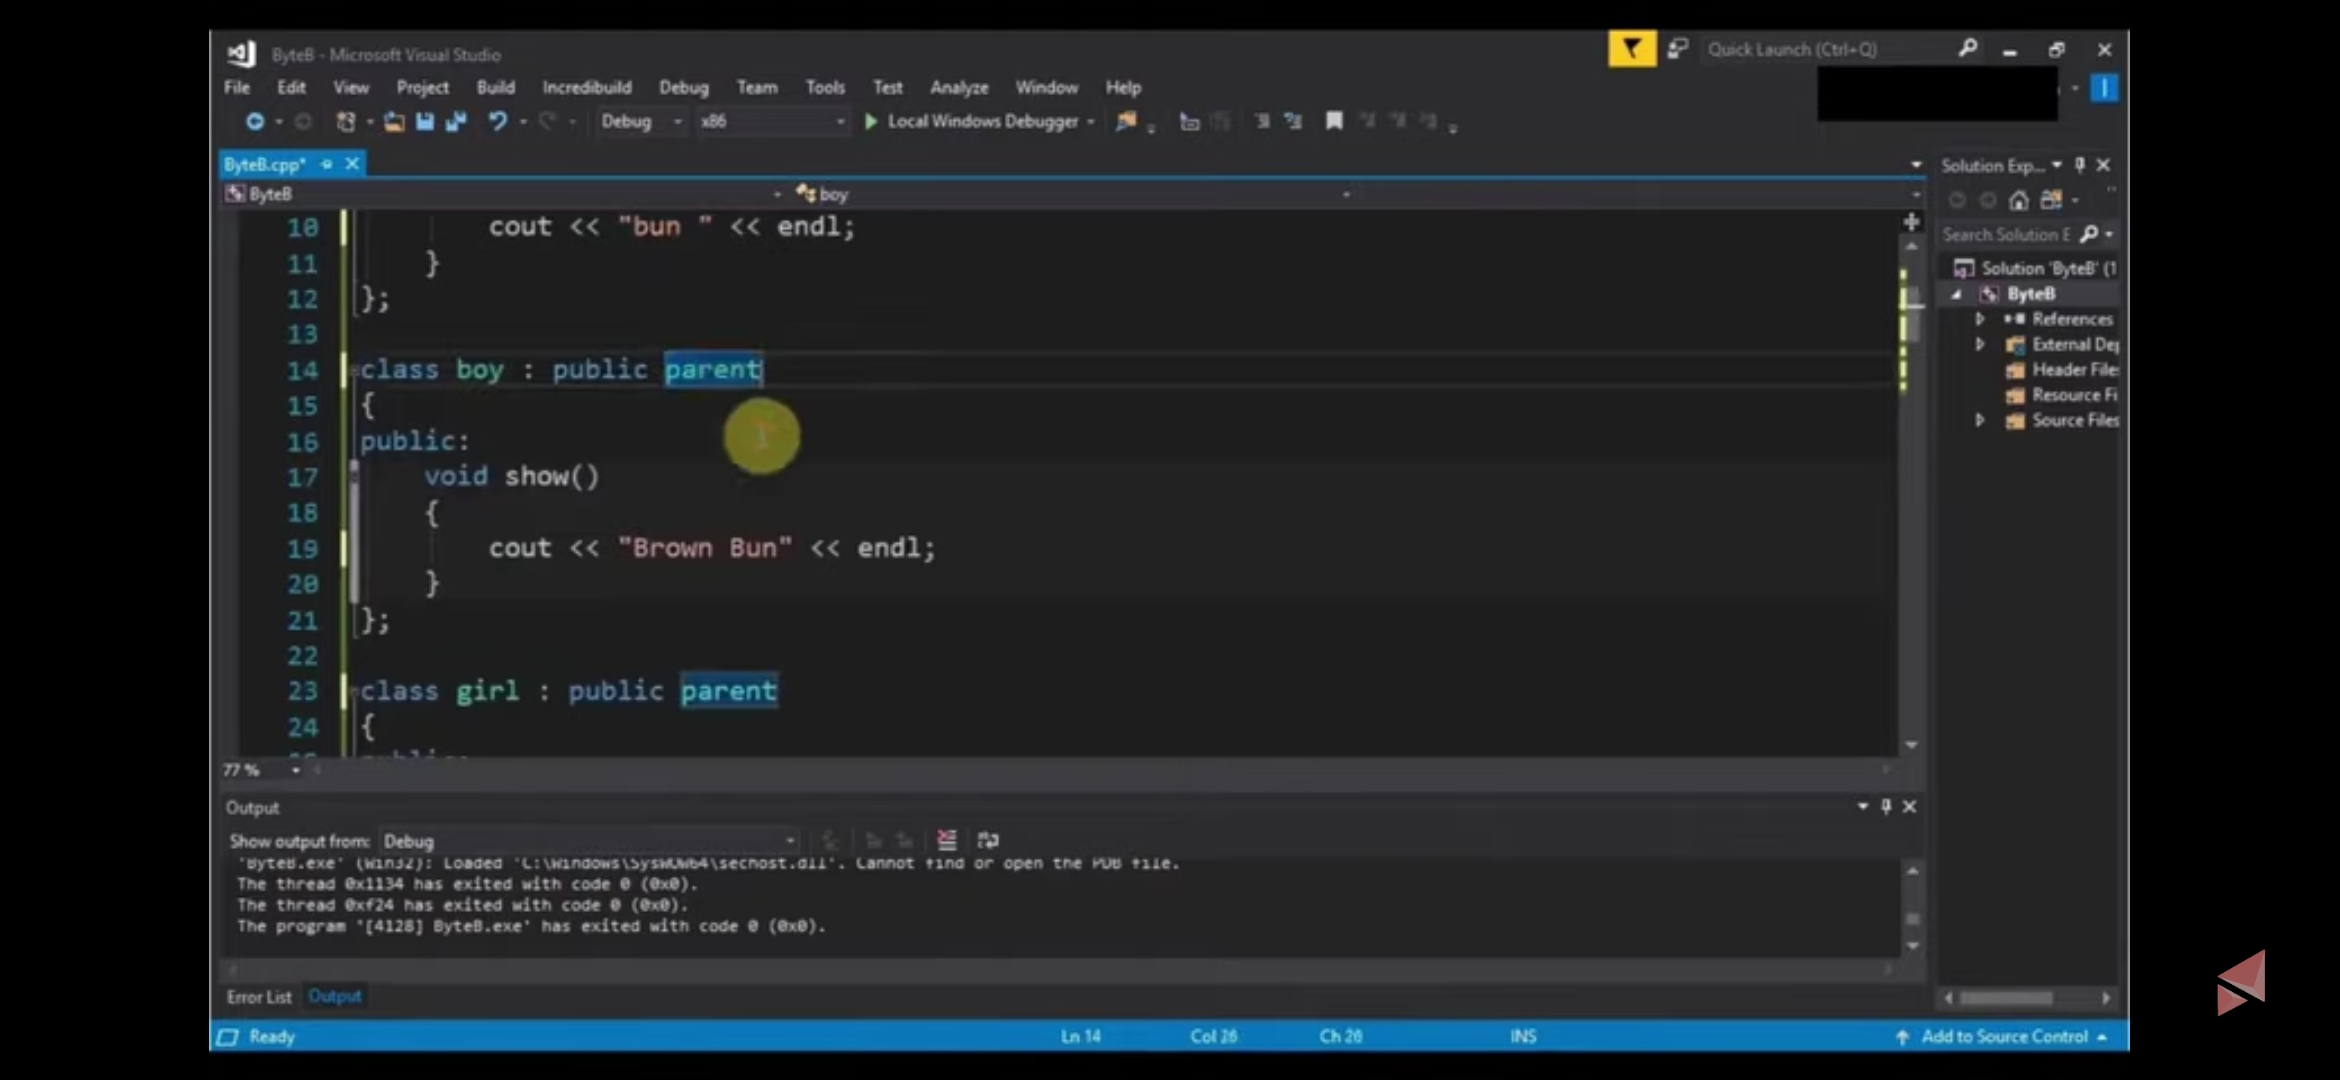 ByteB - Microsoft Visual Studio
Quick Launch (Ctrl+Q)
File Edit View Project Build Incredibuild Debug Team Tools Test Analyze Window Help
Debug x86 Local Windows Debugger
ByteB.cpp*
Solution Exp...
ByteB boy
Search Solution E
10 cout << "bun " << endl;
11 }
12 };
13
14 class boy : public parent
15 {
16 public:
17 void show()
18 {
19 cout << "Brown Bun" << endl;
20 }
21 };
22
23 class girl : public parent
24 {
Solution 'ByteB' (1
ByteB
References
External Dep
Header Files
Resource Fi
Source Files
77 %
Output
Show output from: Debug
'ByteB.exe' (Win32): Loaded 'C:\Windows\SysWOW64\sechost.dll'. Cannot find or open the PDB file.
The thread 0x1134 has exited with code 0 (0x0).
The thread 0xf24 has exited with code 0 (0x0).
The program '[4128] ByteB.exe' has exited with code 0 (0x0).
Error List Output
Ready Ln 14 Col 26 Ch 26 INS Add to Source Control